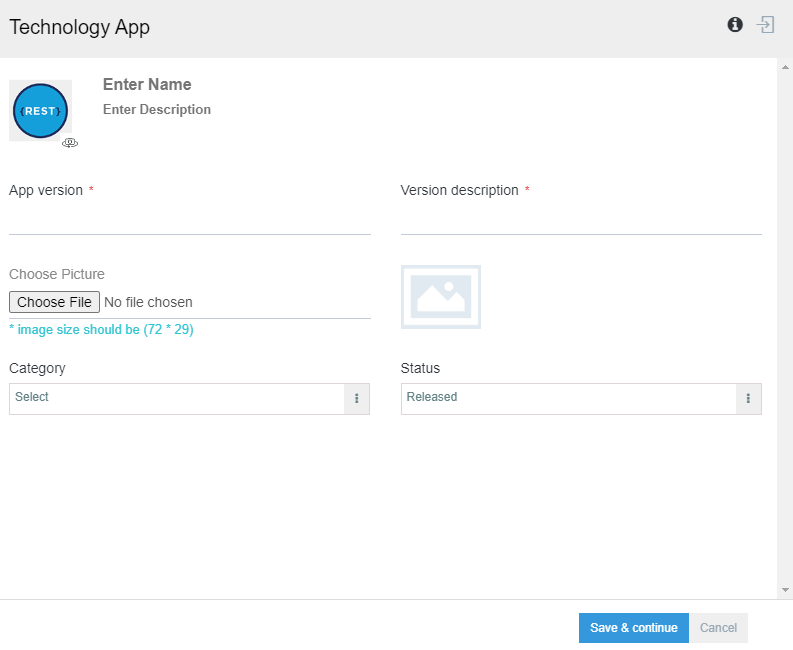 Technology App
{REST}
Enter Name
Enter Description
App version *
Version description *
Choose Picture
Choose File No file chosen
* image size should be (72 * 29)
Category
Status
Select
Released
Save & continue
Cancel